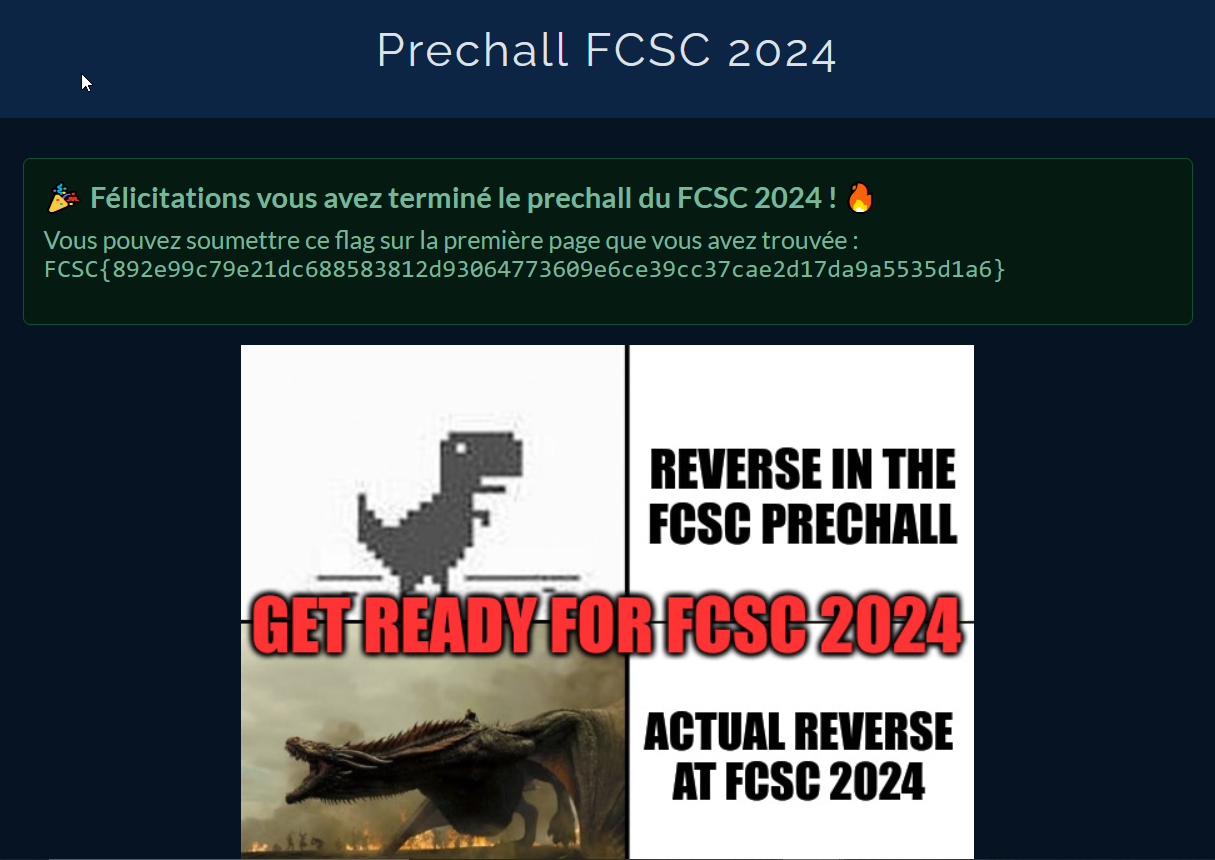 Prechall FCSC 2024
🎉 Félicitations vous avez terminé le prechall du FCSC 2024 ! 🔥
Vous pouvez soumettre ce flag sur la première page que vous avez trouvée :
FCSC{892e99c79e21dc688583812d93064773609e6ce39cc37cae2d17da9a5535d1a6}
REVERSE IN THE
FCSC PRECHALL
GET READY FOR FCSC 2024
ACTUAL REVERSE
AT FCSC 2024